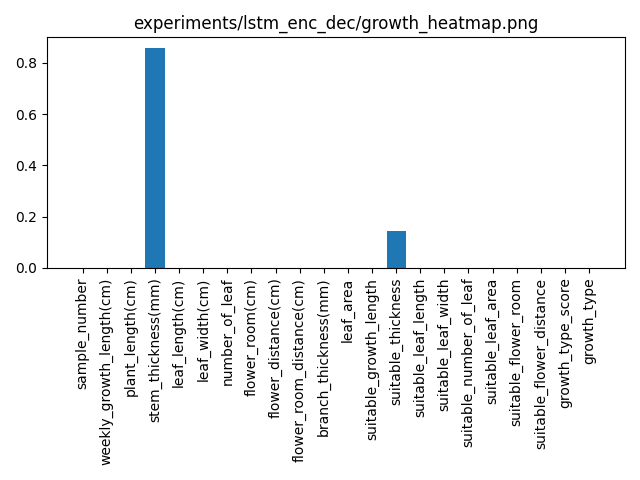 experiments/lstm_enc_dec/growth_heatmap.png
0.8
0.6
0.4
0.2
0.0
sample_number
weekly_growth_length(cm)
plant_length(cm)
stem_thickness(mm)
leaf_length(cm)
leaf_width(cm)
number_of_leaf
flower_room(cm)
flower_distance(cm)
flower_room_distance(cm)
branch_thickness(mm)
leaf_area
suitable_growth_length
suitable_thickness
suitable_leaf_length
suitable_leaf_width
suitable_number_of_leaf
suitable_leaf_area
suitable_flower_room
suitable_flower_distance
growth_type_score
growth_type